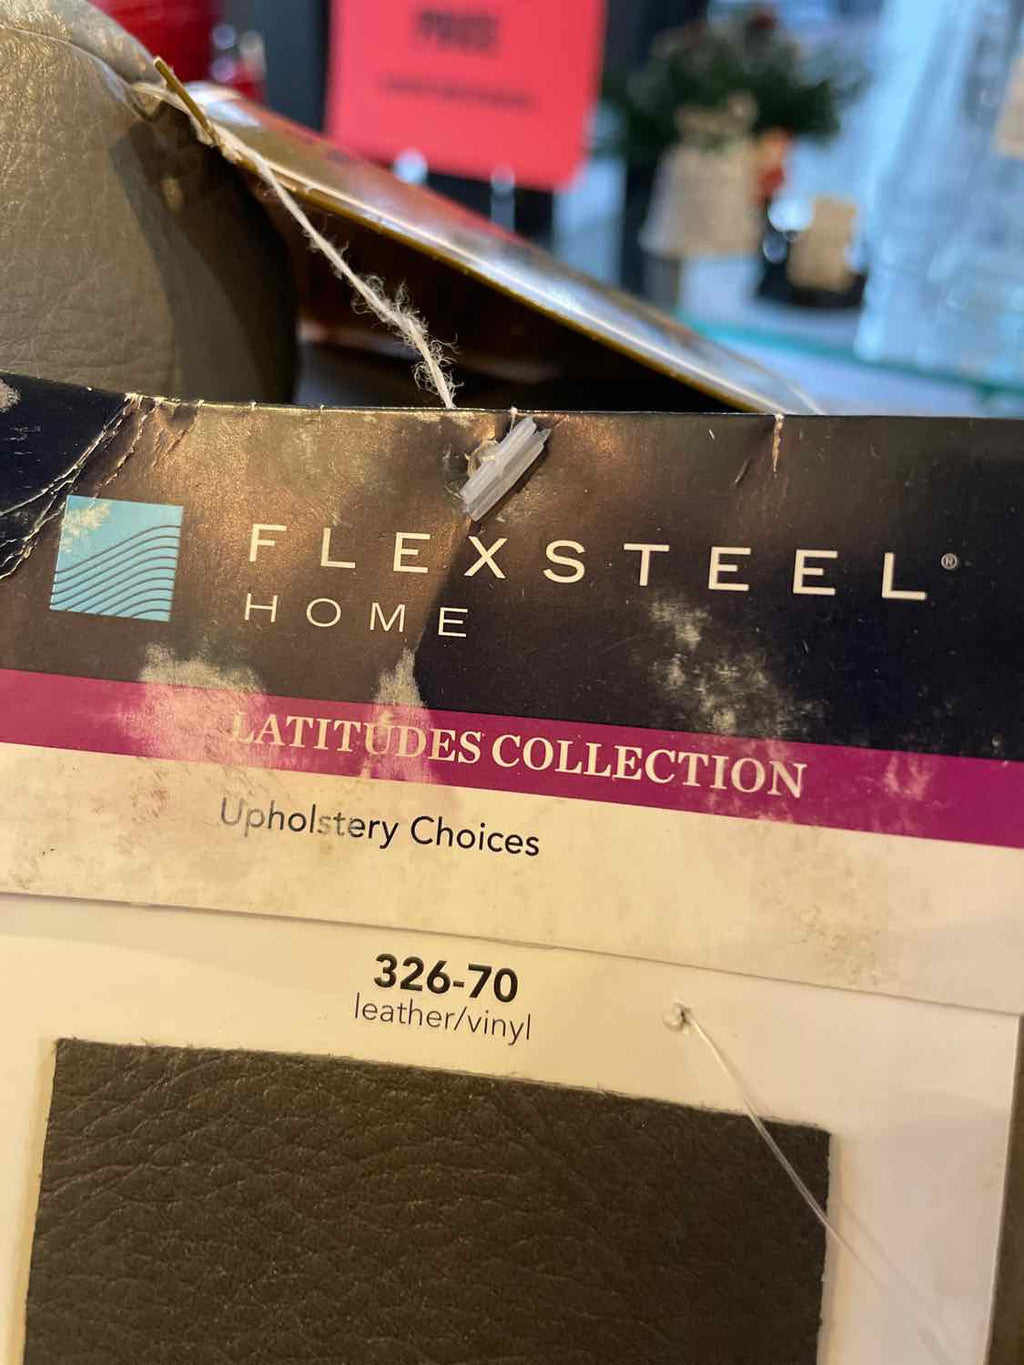 FLEXSTEEL®
HOME
LATITUDES COLLECTION
Upholstery Choices
326-70
leather/vinyl